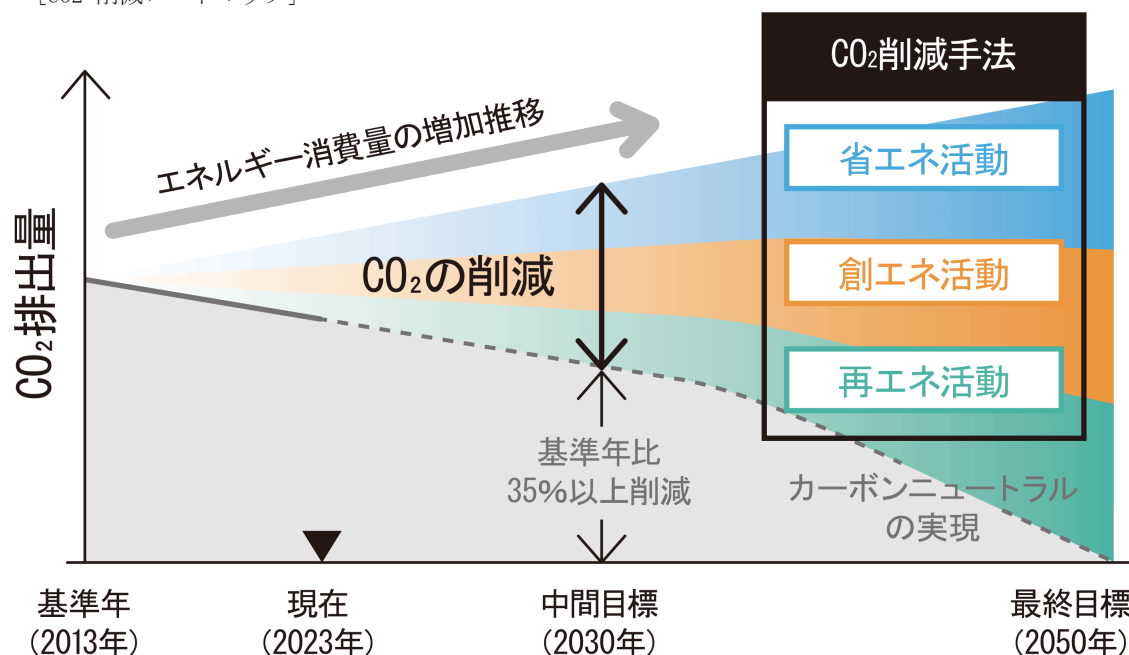 CO₂削減手法
エネルギー消費量の増加推移
省エネ活動
CO₂の削減
創エネ活動
再エネ活動
CO₂排出量
基準年比
35%以上削減
カーボンニュートラル
の実現
基準年
(2013年)
現在
(2023年)
中間目標
(2030年)
最終目標
(2050年)